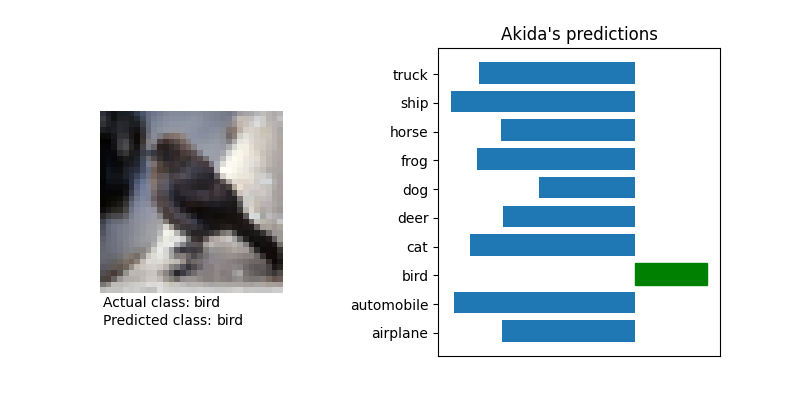 Akida's predictions
truck
ship
horse
frog
dog
deer
cat
bird
automobile
airplane
Actual class: bird
Predicted class: bird